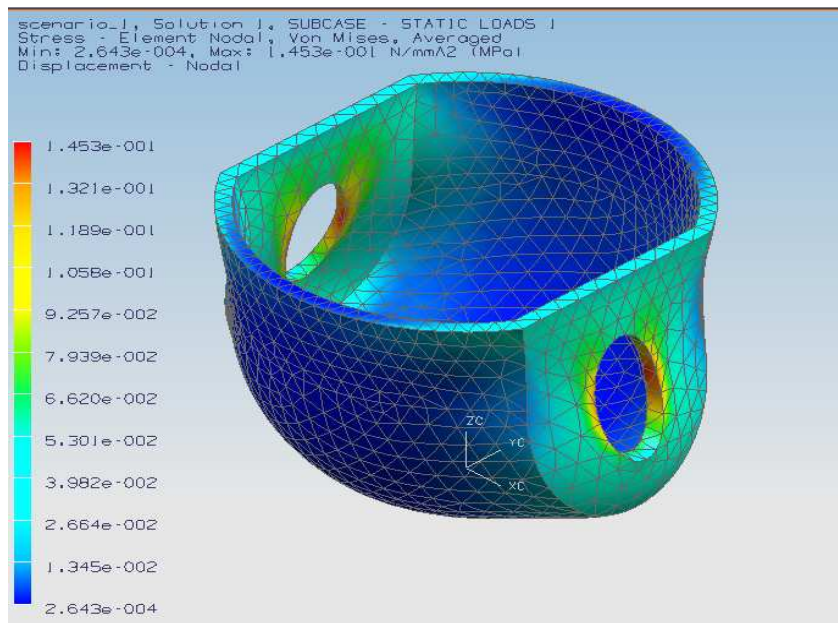 scenario_1, Solution 1, SUBCASE - STATIC LOADS 1
Stress - Element Nodal, Von Mises, Averaged
Min: 2.643e-004, Max: 1.453e-001 N/mm^2 (MPa
Displacement - Nodal
1.453e-001
1.321e-001
1.189e-001
1.058e-001
9.257e-002
7.939e-002
6.620e-002
5.301e-002
3.982e-002
2.664e-002
1.345e-002
2.643e-004
ZC
YC
XC